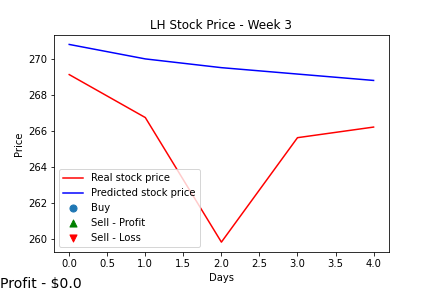 LH Stock Price - Week 3
Price
270
268
266
264
262
260
Real stock price
Predicted stock price
Buy
Sell - Profit
Sell - Loss
0.0 0.5 1.0 1.5 2.0 2.5 3.0 3.5 4.0
Days
Profit - $0.0